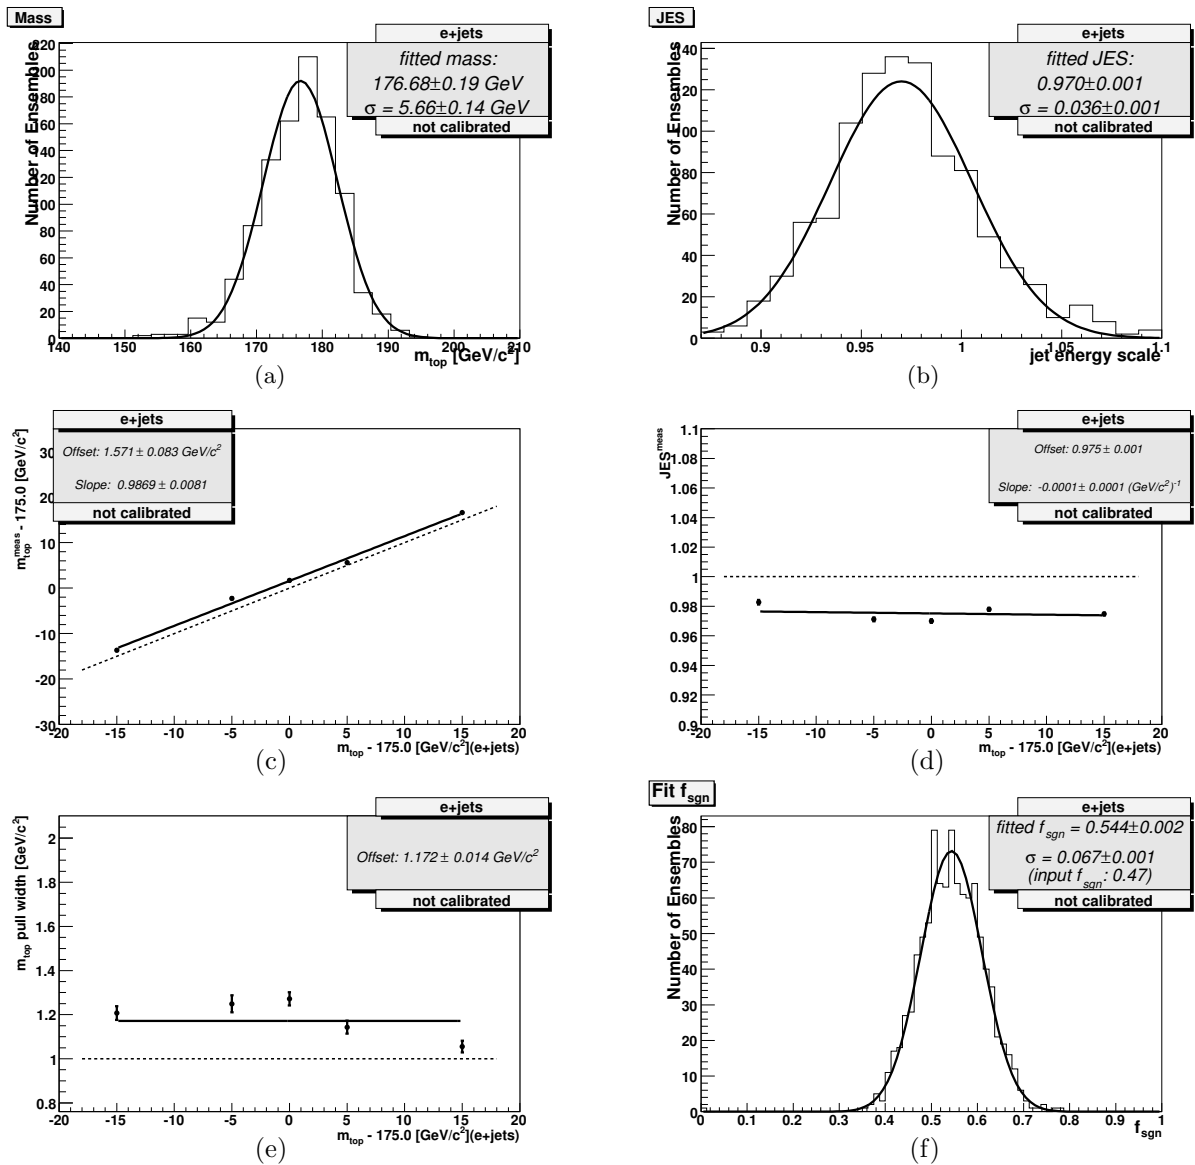 Mass
e+jets
fitted mass:
176.68±0.19 GeV
σ = 5.66±0.14 GeV
not calibrated
Number of Ensembles
220
200
180
160
140
120
100
80
60
40
20
0
140 150 160 170 180 190 200 210
m_top [GeV/c²]
(a)
JES
e+jets
fitted JES:
0.970±0.001
σ = 0.036±0.001
not calibrated
Number of Ensembles
140
120
100
80
60
40
20
0
0.9 0.95 1 1.05 1.1
jet energy scale
(b)
e+jets
Offset: 1.571 ± 0.083 GeV/c²
Slope: 0.9869 ± 0.0081
not calibrated
m_top^meas - 175.0 [GeV/c²]
30
20
10
0
-10
-20
-30
-20 -15 -10 -5 0 5 10 15 20
m_top - 175.0 [GeV/c²](e+jets)
(c)
e+jets
Offset: 0.975 ± 0.001
Slope: -0.0001 ± 0.0001 (GeV/c²)⁻¹
not calibrated
JES^meas
1.1
1.08
1.06
1.04
1.02
1
0.98
0.96
0.94
0.92
0.9
-20 -15 -10 -5 0 5 10 15 20
m_top - 175.0 [GeV/c²](e+jets)
(d)
e+jets
Offset: 1.172 ± 0.014 GeV/c²
not calibrated
m_top pull width [GeV/c²]
2
1.8
1.6
1.4
1.2
1
0.8
-20 -15 -10 -5 0 5 10 15 20
m_top - 175.0 [GeV/c²](e+jets)
(e)
Fit f_sgn
e+jets
fitted f_sgn = 0.544±0.002
σ = 0.067±0.001
(input f_sgn: 0.47)
not calibrated
Number of Ensembles
80
70
60
50
40
30
20
10
0
0 0.1 0.2 0.3 0.4 0.5 0.6 0.7 0.8 0.9 1
f_sgn
(f)